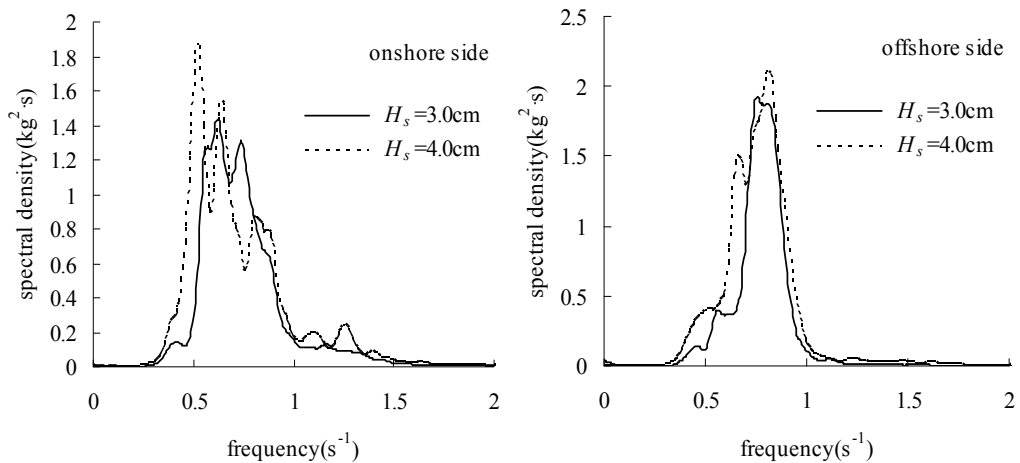 2
1.8
1.6
1.4
1.2
1
0.8
0.6
0.4
0.2
0
0
0.5
1
1.5
2
spectral density(kg²·s)
frequency(s⁻¹)
onshore side
Hₛ=3.0cm
Hₛ=4.0cm
2.5
2
1.5
1
0.5
0
0
0.5
1
1.5
2
spectral density(kg²·s)
frequency(s⁻¹)
offshore side
Hₛ=3.0cm
Hₛ=4.0cm